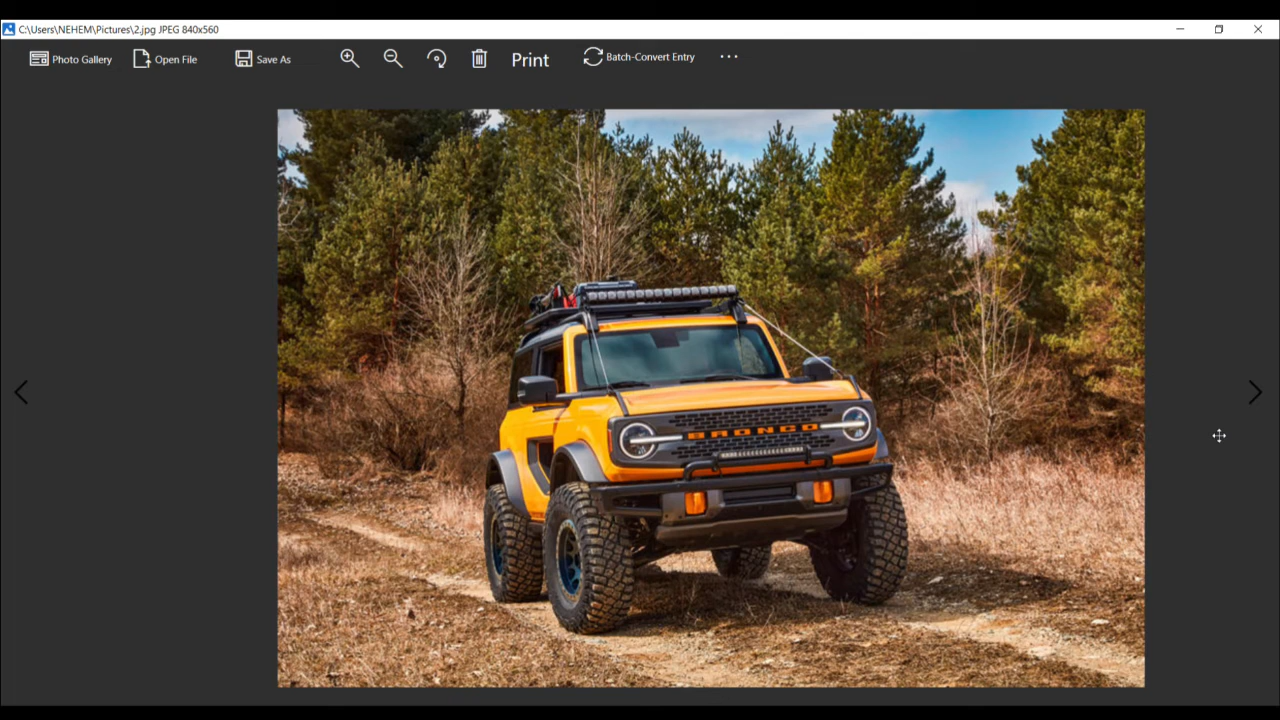 C:\Users\NEHEM\Pictures\2.jpg JPEG 840x560
Photo Gallery Open File Save As Print Batch-Convert Entry ...
BRONCO